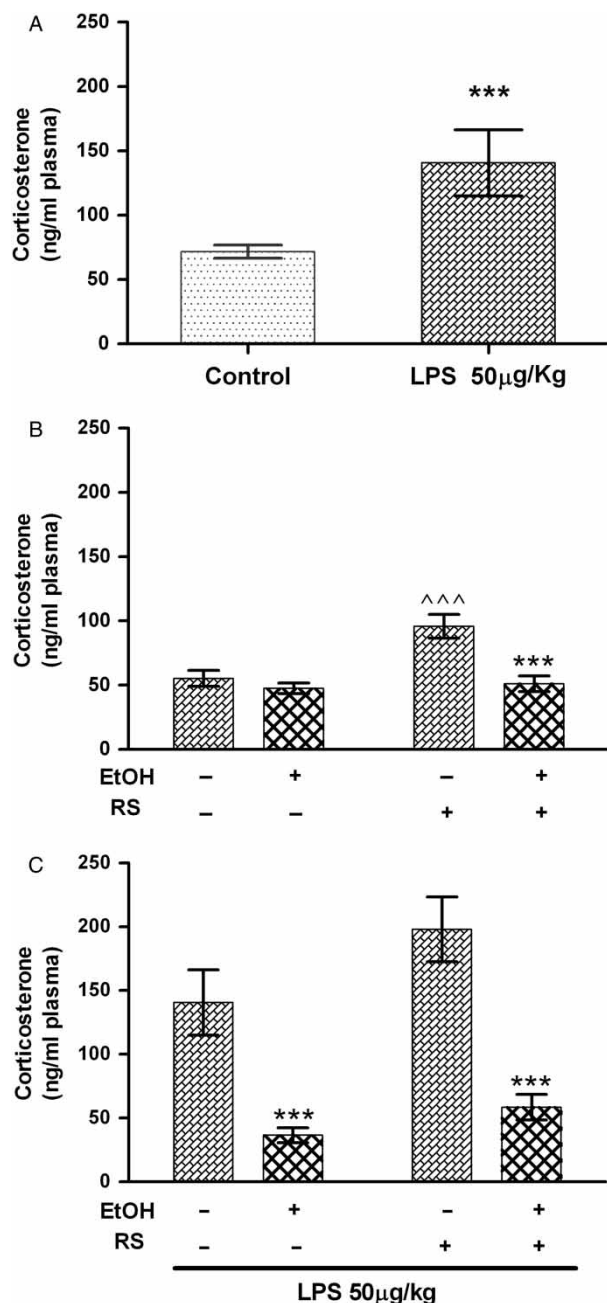 A
250
200
150
100
50
0
Corticosterone
(ng/ml plasma)
***
Control LPS 50µg/Kg
B
250
200
150
100
50
0
Corticosterone
(ng/ml plasma)
^^^
***
EtOH – + – +
RS – – + +
C
250
200
150
100
50
0
Corticosterone
(ng/ml plasma)
***
***
EtOH – + – +
RS – – + +
LPS 50µg/kg